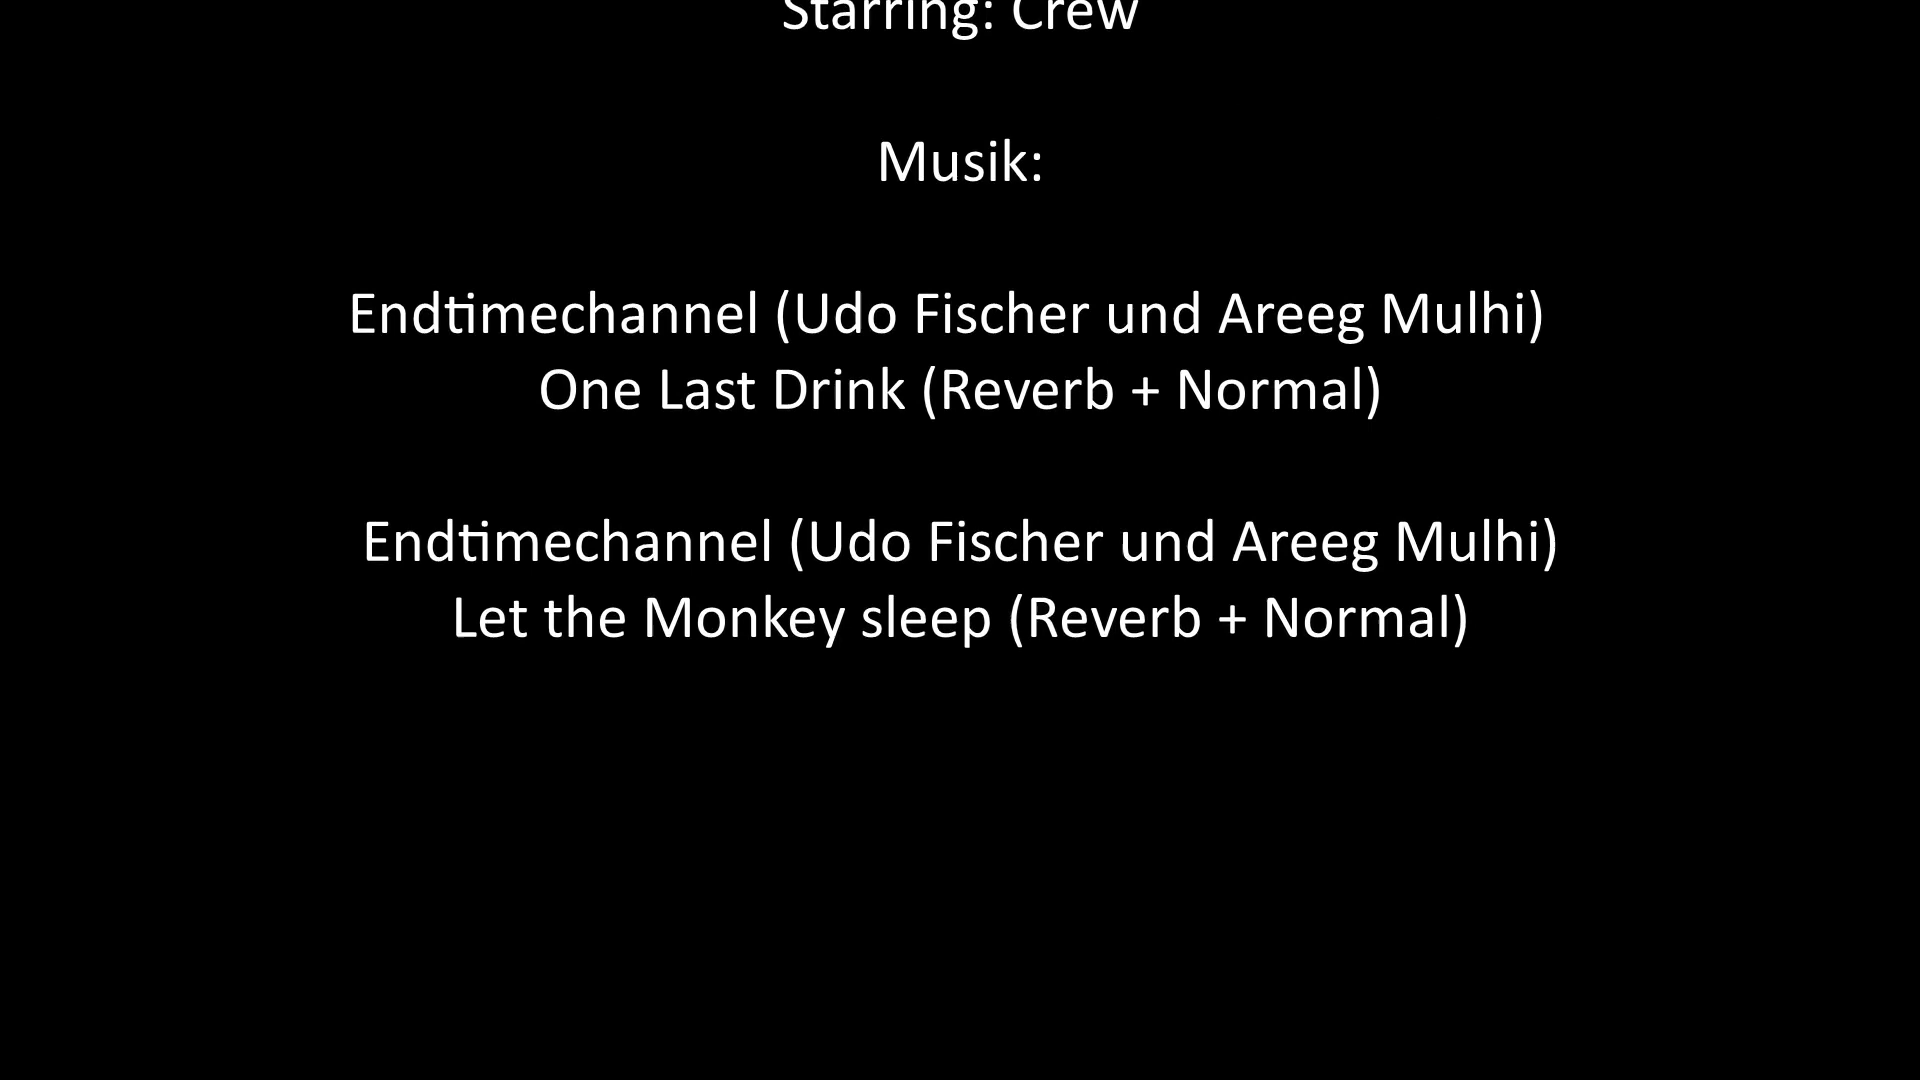 Starring: Crew
Musik:
Endtimechannel (Udo Fischer und Areeg Mulhi)
One Last Drink (Reverb + Normal)
Endtimechannel (Udo Fischer und Areeg Mulhi)
Let the Monkey sleep (Reverb + Normal)